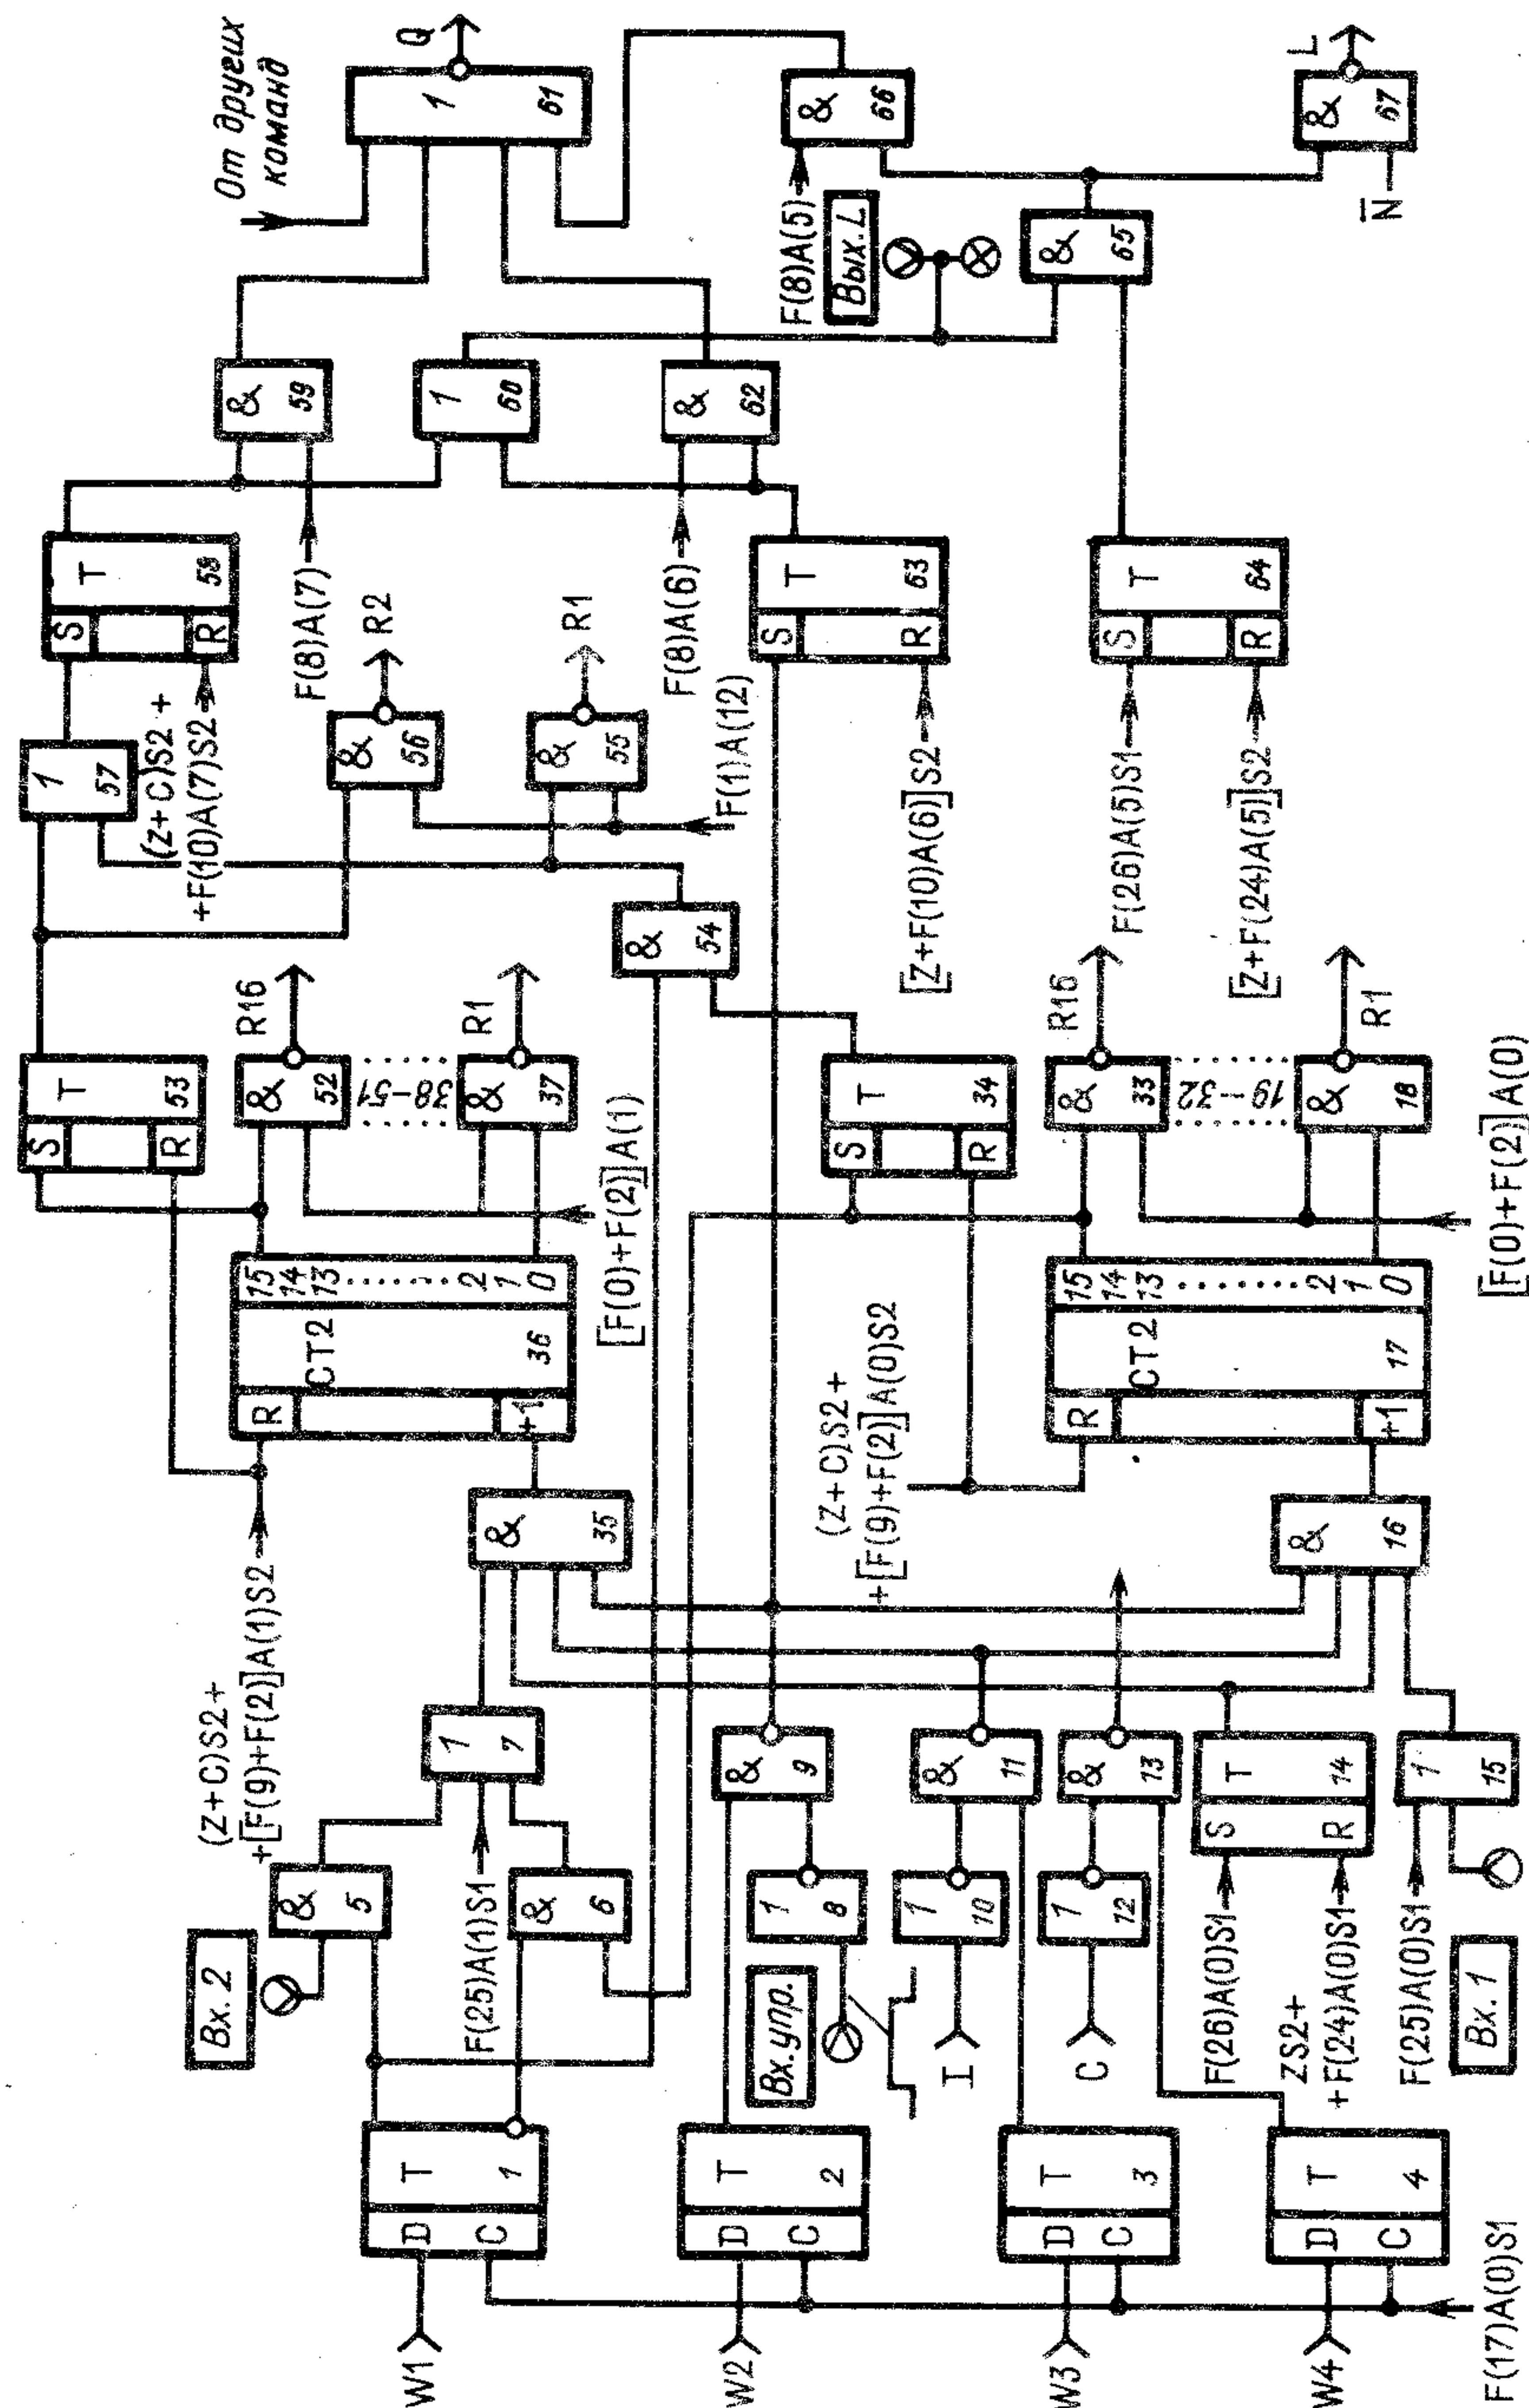 W1
W2
W3
W4
F(17)A(0)S1
D
C
T
1
D
C
T
2
D
C
T
3
D
C
T
4
Вх. 2
&
5
F(25)A(1)S1
&
6
1
7
Вх.упр.
1
8
&
9
I
1
10
&
11
C
1
12
&
13
F(26)A(0)S1
ZS2+
+F(24)A(0)S1
S
R
T
14
F(25)A(0)S1
Вх. 1
1
15
(Z+C)S2+
+[F(9)+F(2)]A(1)S2
&
35
R
+1
CT2
36
15
14
13
2
1
0
[F(0)+F(2)]A(1)
(Z+C)S2+
+[F(9)+F(2)]A(0)S2
&
16
R
+1
CT2
17
15
14
13
2
1
0
[F(0)+F(2)]A(0)
S
R
T
53
&
52
R16
38-51
&
37
R1
S
R
T
34
&
33
R16
19-32
&
18
R1
&
54
1
57
(Z+C)S2+
+F(10)A(7)S2
&
56
R2
&
55
R1
F(1)A(12)
S
R
T
58
F(8)A(7)
F(8)A(6)
[Z+F(10)A(6)]S2
S
R
T
63
F(26)A(5)S1
[Z+F(24)A(5)]S2
S
R
T
64
&
59
1
60
&
62
F(8)A(5)
Вых. L
&
65
От других
команд
1
61
Q
&
66
N
&
67
L